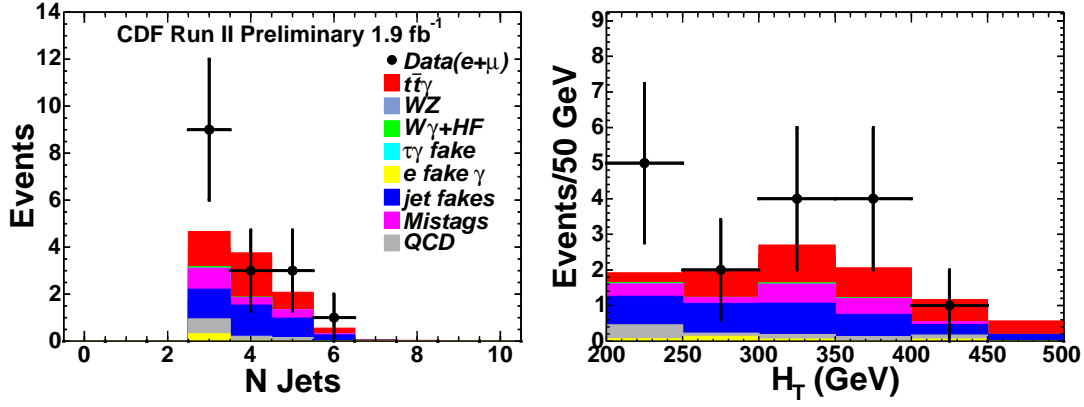 CDF Run II Preliminary 1.9 fb⁻¹
Data(e+μ)
tt̄γ
WZ
Wγ+HF
τγ fake
e fake γ
jet fakes
Mistags
QCD
Events
14
12
10
8
6
4
2
0
0 2 4 6 8 10
N Jets
Events/50 GeV
9
8
7
6
5
4
3
2
1
0
200 250 300 350 400 450 500
H_T (GeV)